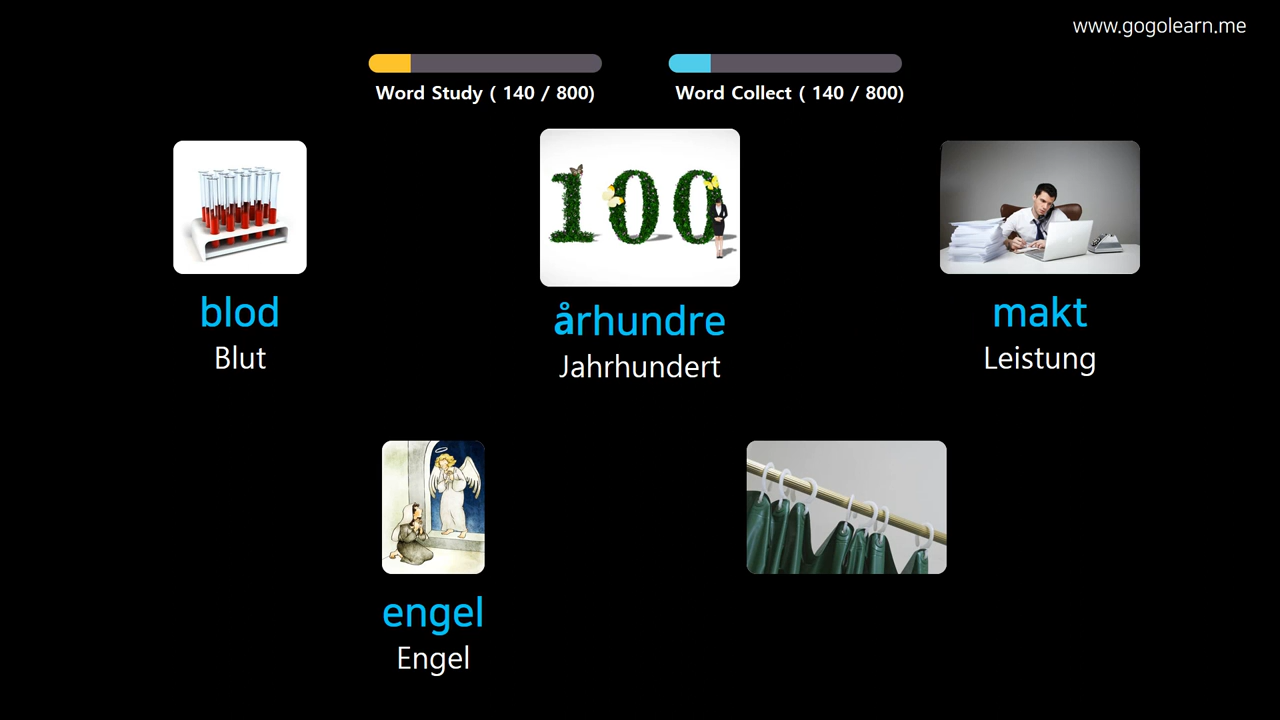 www.gogolearn.me
Word Study ( 140 / 800)
Word Collect ( 140 / 800)
100
blod
Blut
århundre
Jahrhundert
makt
Leistung
engel
Engel